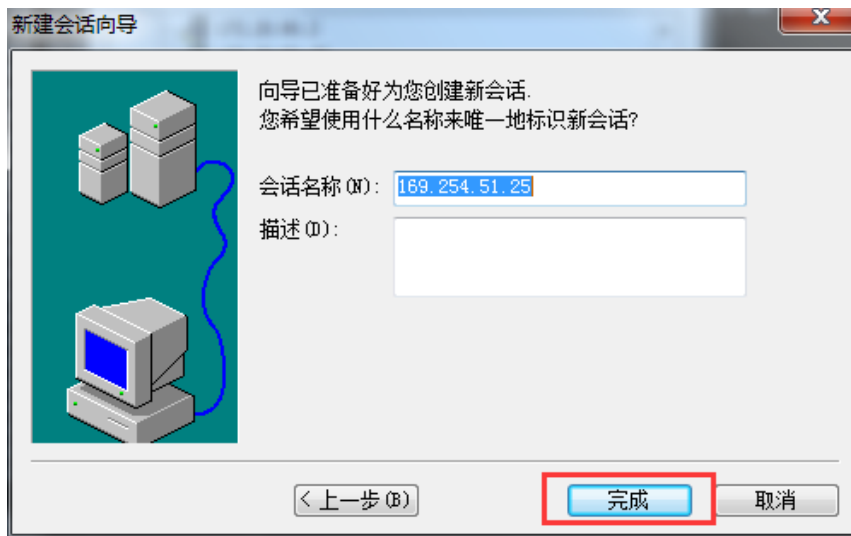 新建会话向导
向导已准备好为您创建新会话.
您希望使用什么名称来唯一地标识新会话?
会话名称(N): 169.254.51.25
描述(D):
<上一步(B) 完成 取消